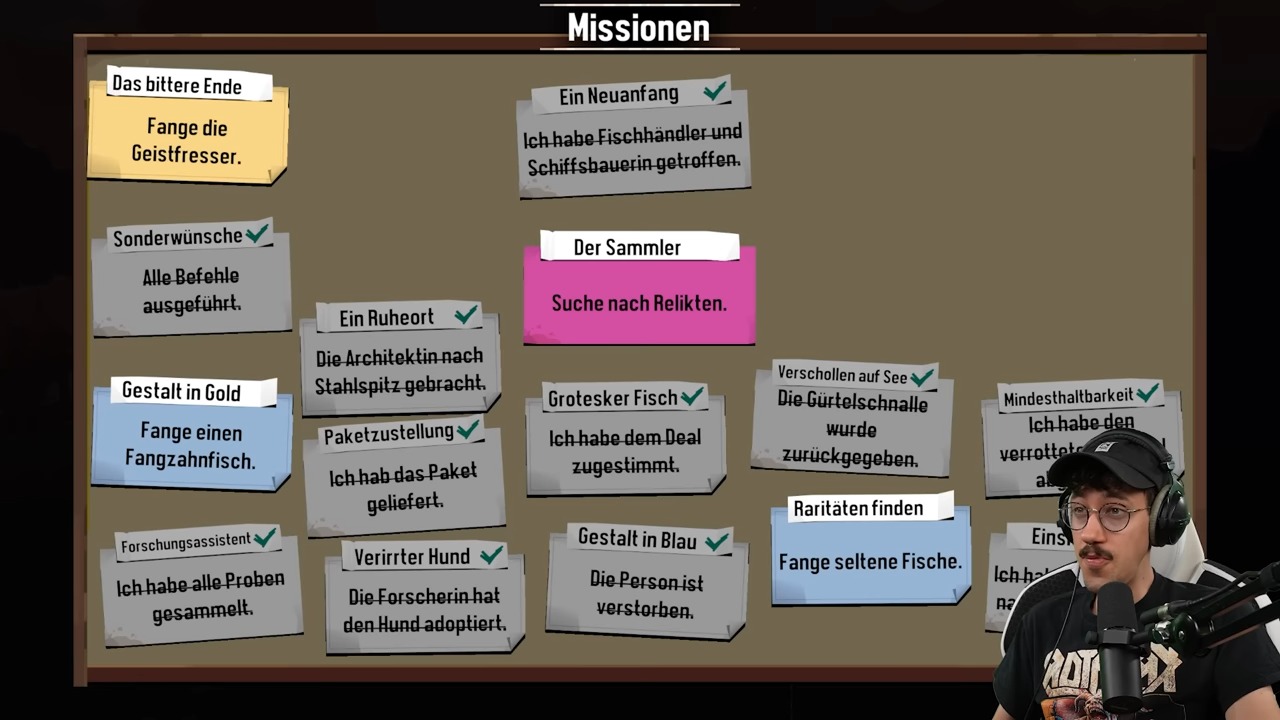 Missionen
Das bittere Ende
Fange die
Geistfresser.
Ein Neuanfang
Ich habe Fischhändler und
Schiffsbauerin getroffen.
Sonderwünsche
Alle Befehle
ausgeführt.
Der Sammler
Suche nach Relikten.
Ein Ruheort
Die Architektin nach
Stahlspitz gebracht.
Gestalt in Gold
Fange einen
Fangzahnfisch.
Grotesker Fisch
Ich habe dem Deal
zugestimmt.
Verschollen auf See
Die Gürtelschnalle
wurde
zurückgegeben.
Mindesthaltbarkeit
Ich habe den
Paketzustellung
Ich hab das Paket
geliefert.
Raritäten finden
Fange seltene Fische.
Forschungsassistent
Ich habe alle Proben
gesammelt.
Verirrter Hund
Die Forscherin hat
den Hund adoptiert.
Gestalt in Blau
Die Person ist
verstorben.